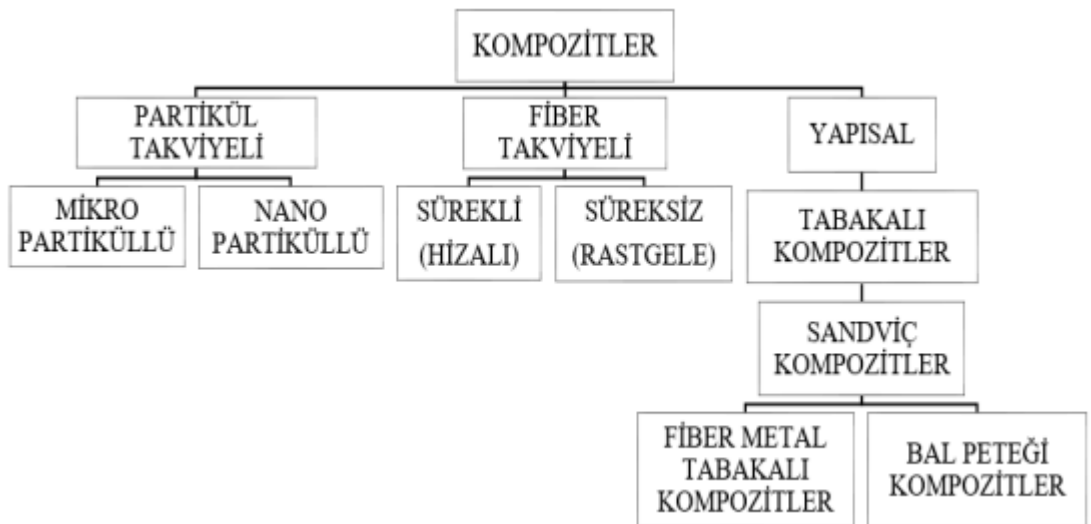 KOMPOZİTLER
PARTİKÜL
TAKVİYELİ
FİBER
TAKVİYELİ
YAPISAL
MİKRO
PARTİKÜLLÜ
NANO
PARTİKÜLLÜ
SÜREKLİ
(HİZALI)
SÜREKSİZ
(RASTGELE)
TABAKALI
KOMPOZİTLER
SANDVİÇ
KOMPOZİTLER
FİBER METAL
TABAKALI
KOMPOZİTLER
BAL PETEĞİ
KOMPOZİTLER